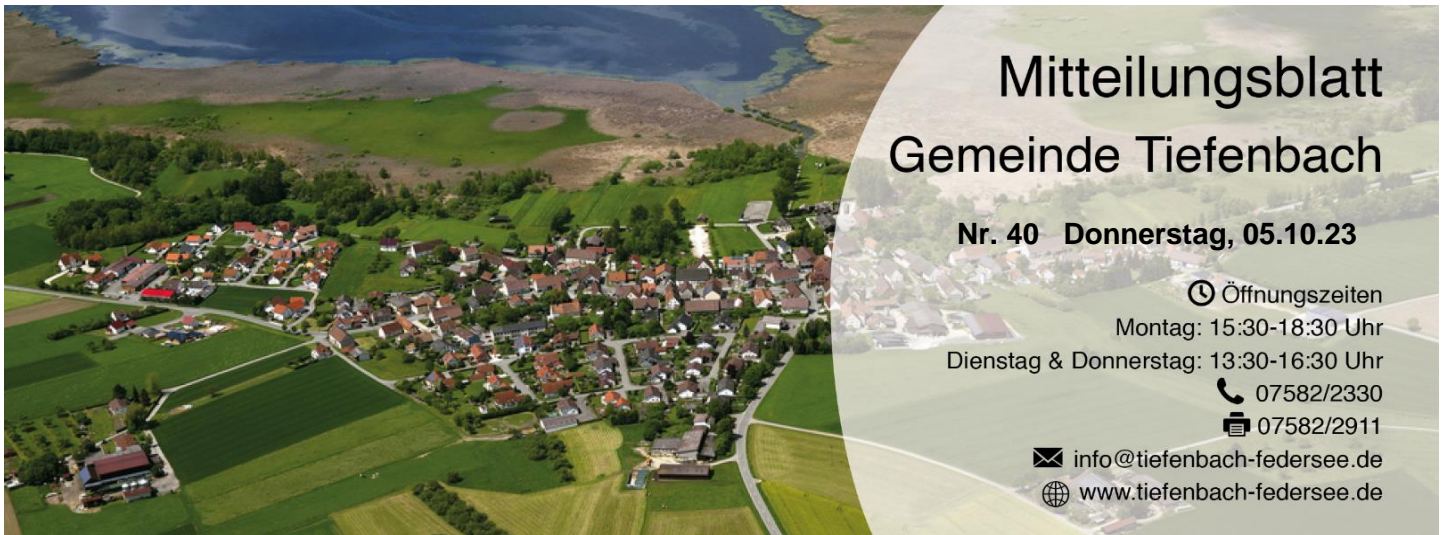 Mitteilungsblatt
Gemeinde Tiefenbach
Nr. 40 Donnerstag, 05.10.23
Öffnungszeiten
Montag: 15:30-18:30 Uhr
Dienstag & Donnerstag: 13:30-16:30 Uhr
07582/2330
07582/2911
info@tiefenbach-federsee.de
www.tiefenbach-federsee.de